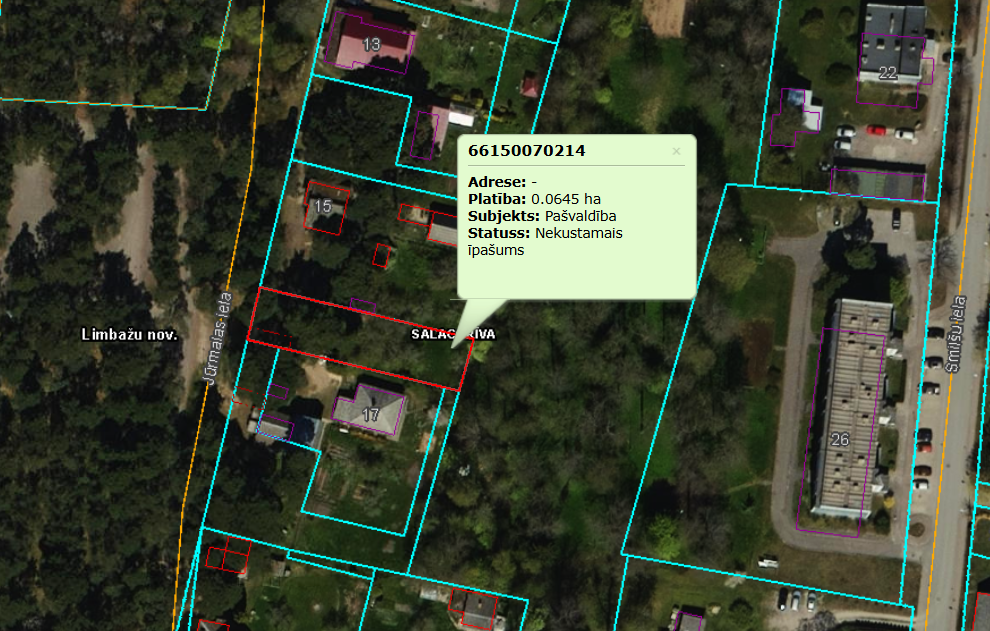 13
22
66150070214 ×
Adrese: -
Platība: 0.0645 ha
Subjekts: Pašvaldība
Statuss: Nekustamais
īpašums
15
Limbažu nov.
Jūrmalas iela
SALACGRĪVA
Smilšu iela
17
26